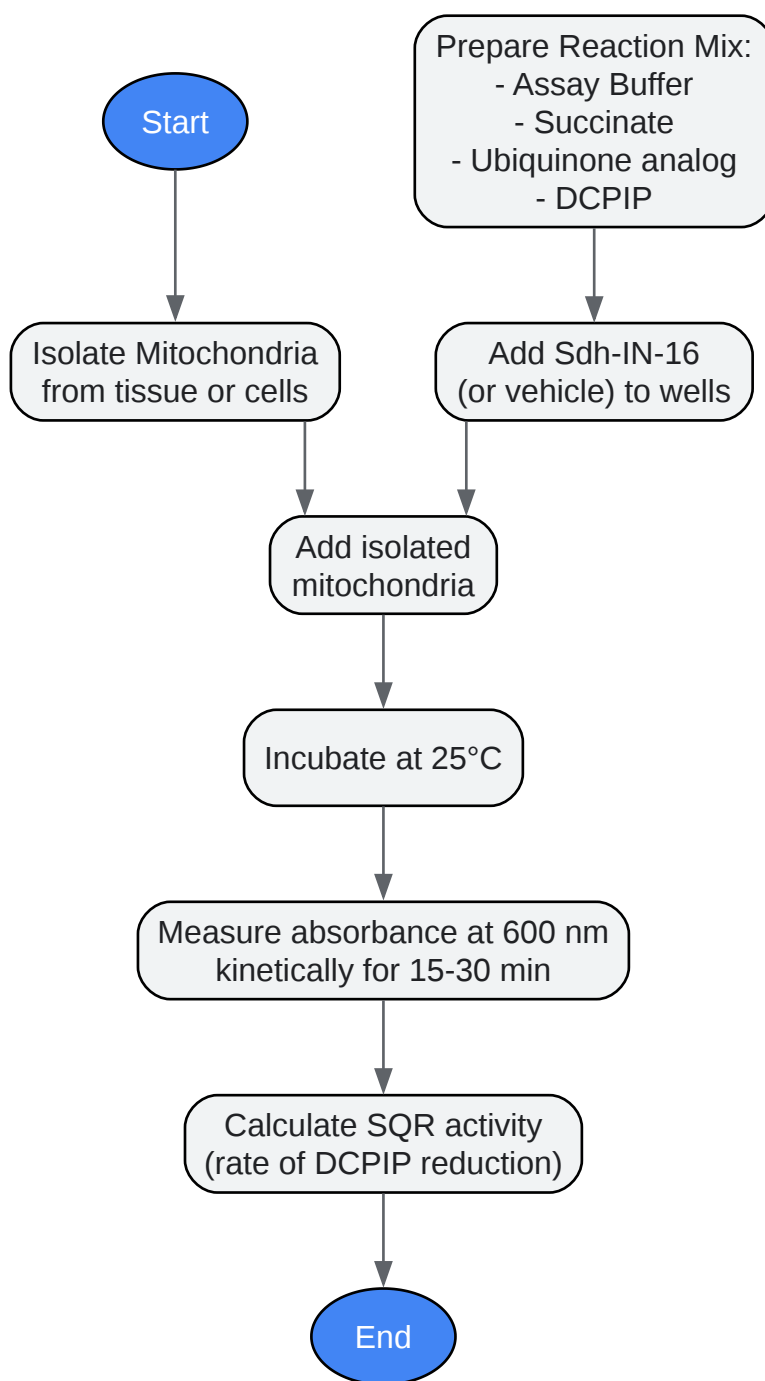 Start
Prepare Reaction Mix:
- Assay Buffer
- Succinate
- Ubiquinone analog
- DCPIP
Isolate Mitochondria
from tissue or cells
Add Sdh-IN-16
(or vehicle) to wells
Add isolated
mitochondria
Incubate at 25°C
Measure absorbance at 600 nm
kinetically for 15-30 min
Calculate SQR activity
(rate of DCPIP reduction)
End